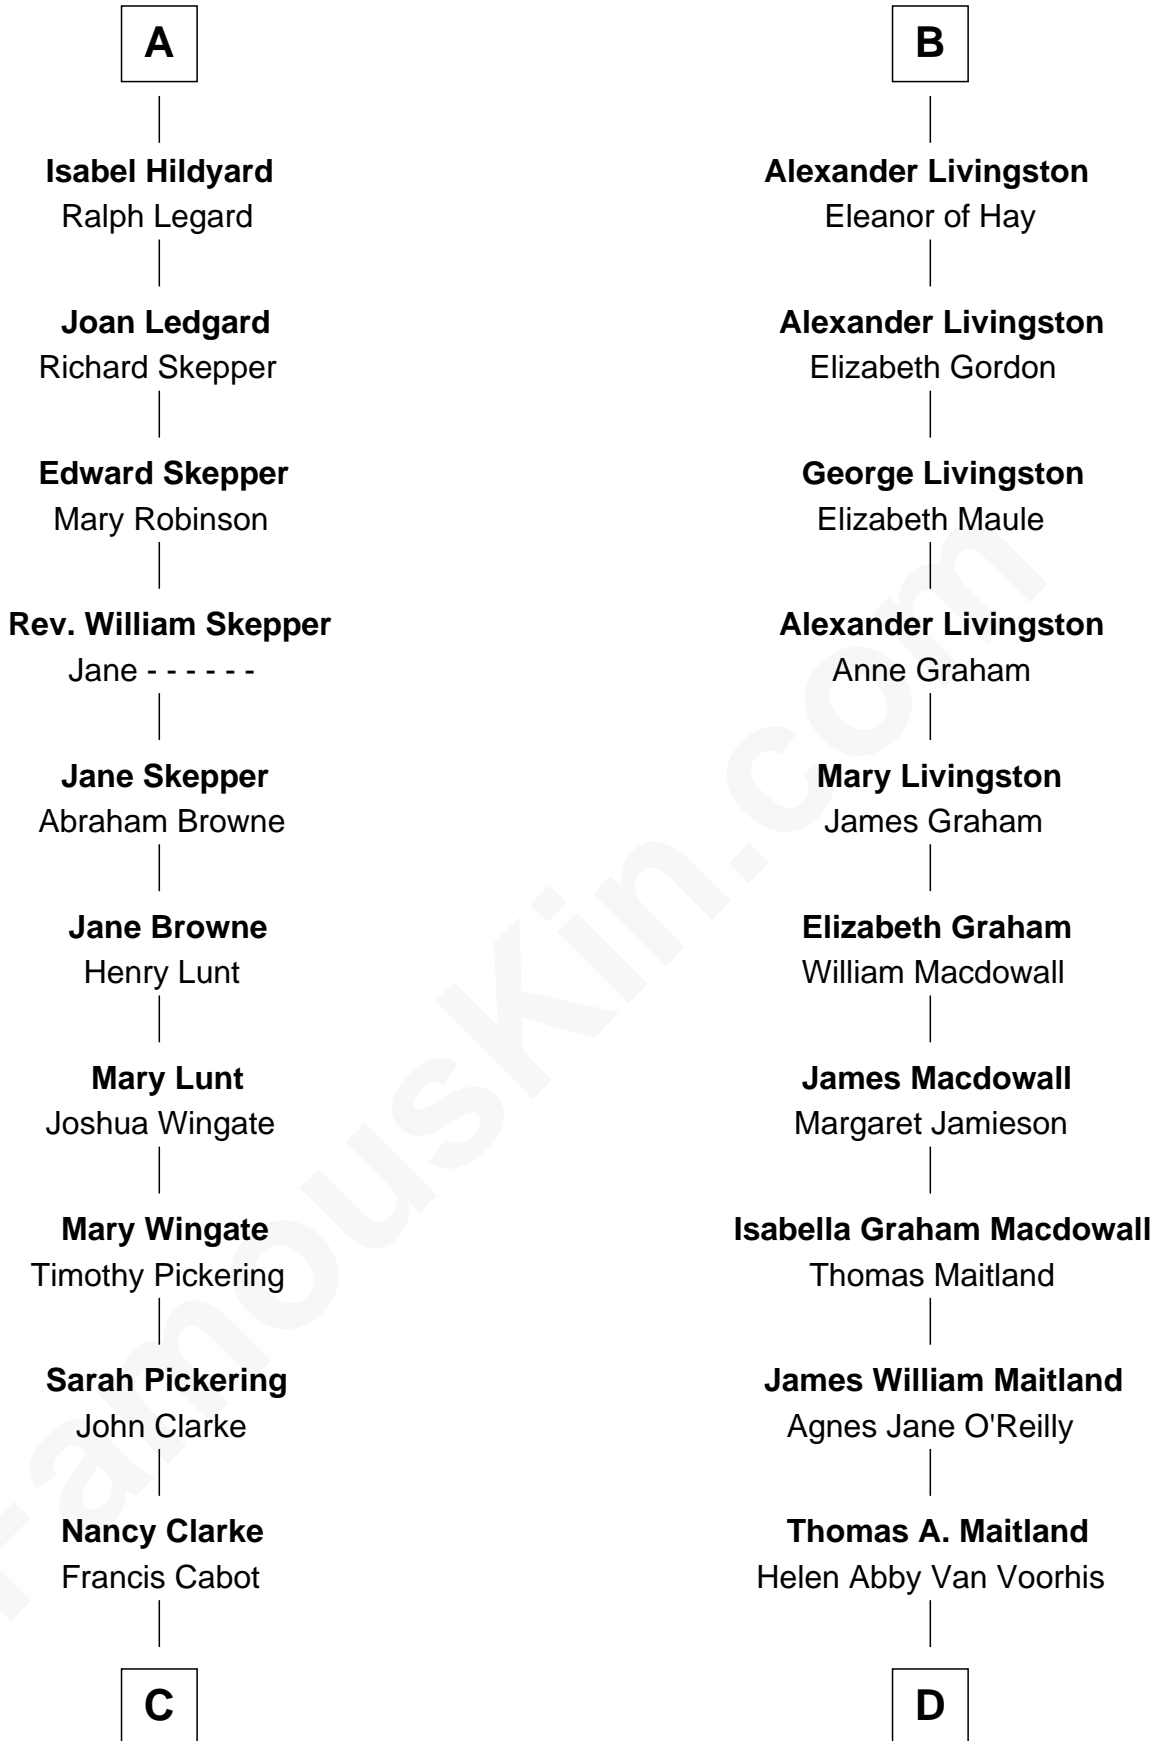 A
Isabel Hildyard
Ralph Legard
Joan Ledgard
Richard Skepper
Edward Skepper
Mary Robinson
Rev. William Skepper
Jane - - - - - -
Jane Skepper
Abraham Browne
Jane Browne
Henry Lunt
Mary Lunt
Joshua Wingate
Mary Wingate
Timothy Pickering
Sarah Pickering
John Clarke
Nancy Clarke
Francis Cabot
C
B
Alexander Livingston
Eleanor of Hay
Alexander Livingston
Elizabeth Gordon
George Livingston
Elizabeth Maule
Alexander Livingston
Anne Graham
Mary Livingston
James Graham
Elizabeth Graham
William Macdowall
James Macdowall
Margaret Jamieson
Isabella Graham Macdowall
Thomas Maitland
James William Maitland
Agnes Jane O'Reilly
Thomas A. Maitland
Helen Abby Van Voorhis
D
FamousKin.com